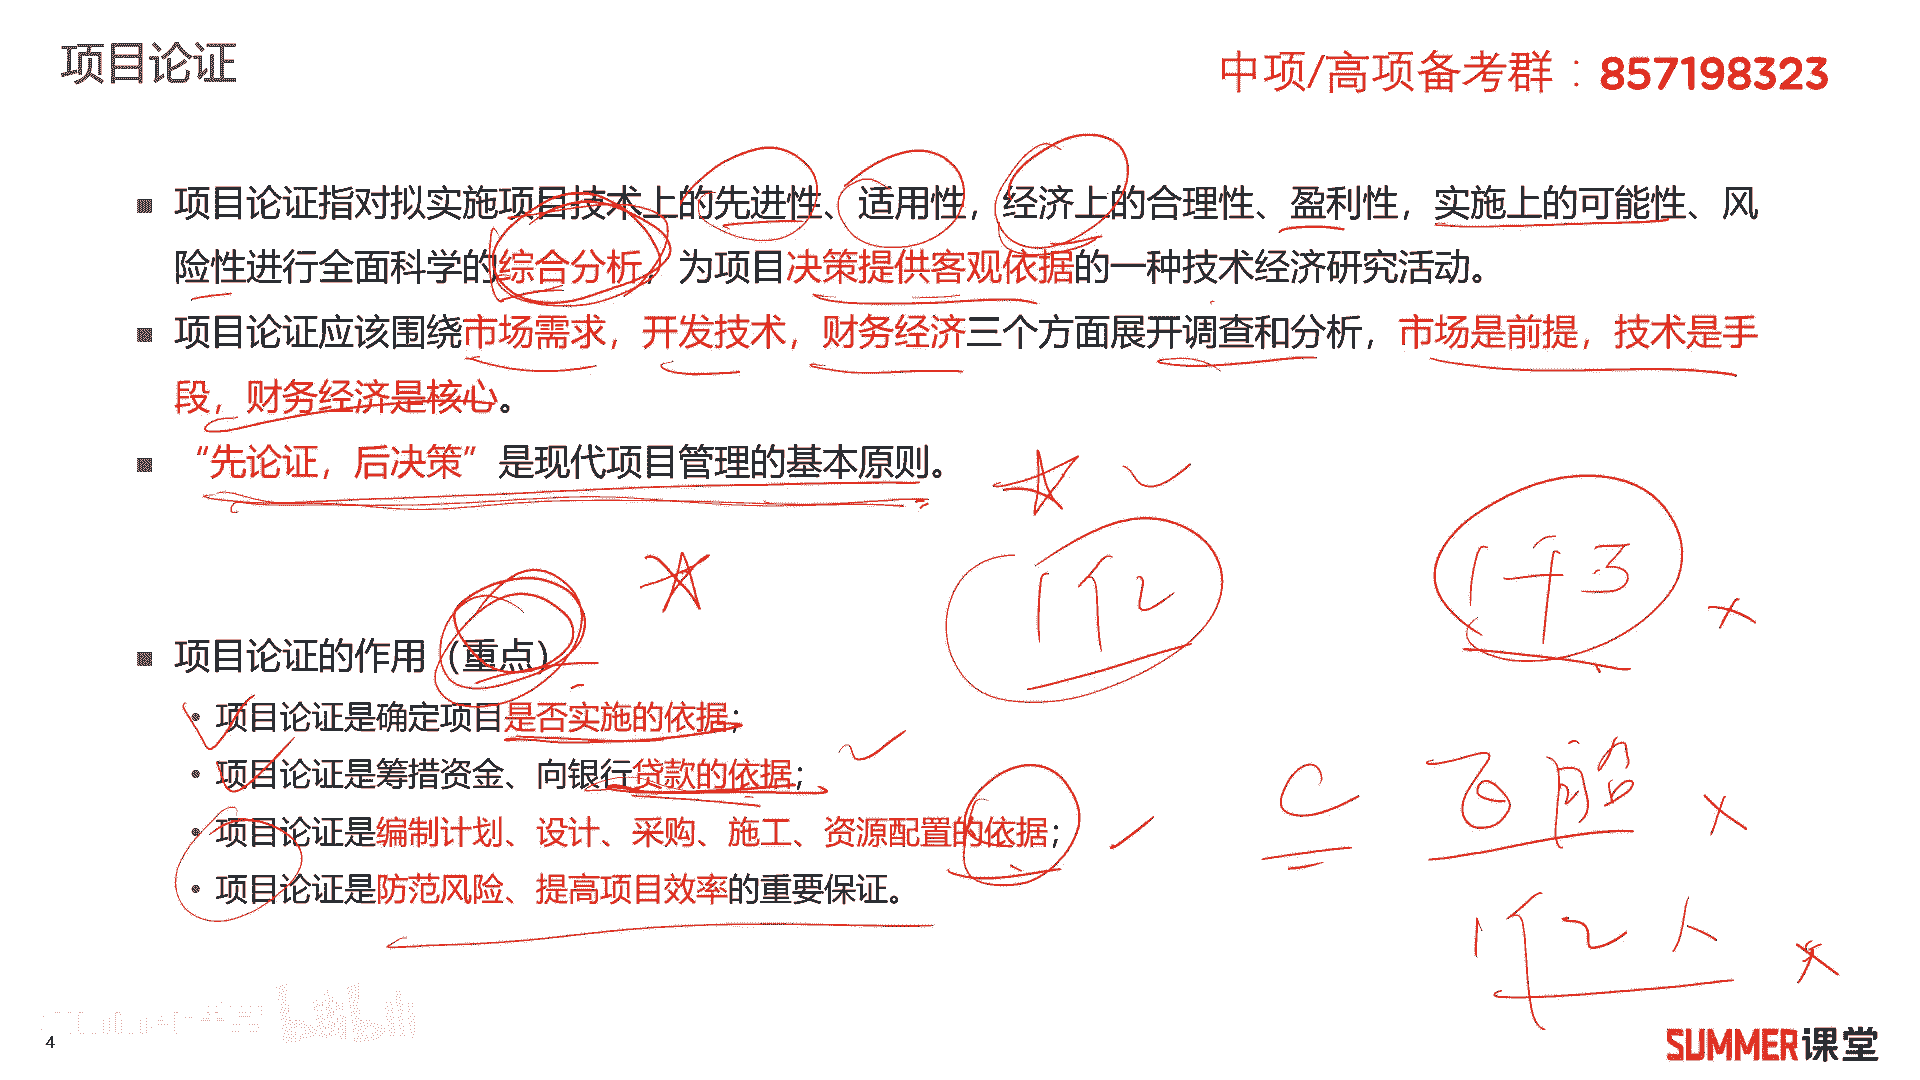 项目论证
中项/高项备考群：857198323
项目论证指对拟实施项目技术上的先进性、适用性，经济上的合理性、盈利性，实施上的可能性、风
险性进行全面科学的综合分析，为项目决策提供客观依据的一种技术经济研究活动。
项目论证应该围绕市场需求，开发技术，财务经济三个方面展开调查和分析，市场是前提，技术是手
段，财务经济是核心。
“先论证，后决策”是现代项目管理的基本原则。
1个亿
1千3
项目论证的作用（重点）
项目论证是确定项目是否实施的依据；
项目论证是筹措资金、向银行贷款的依据；
项目论证是编制计划、设计、采购、施工、资源配置的依据；
项目论证是防范风险、提高项目效率的重要保证。
4
SUMMER课堂